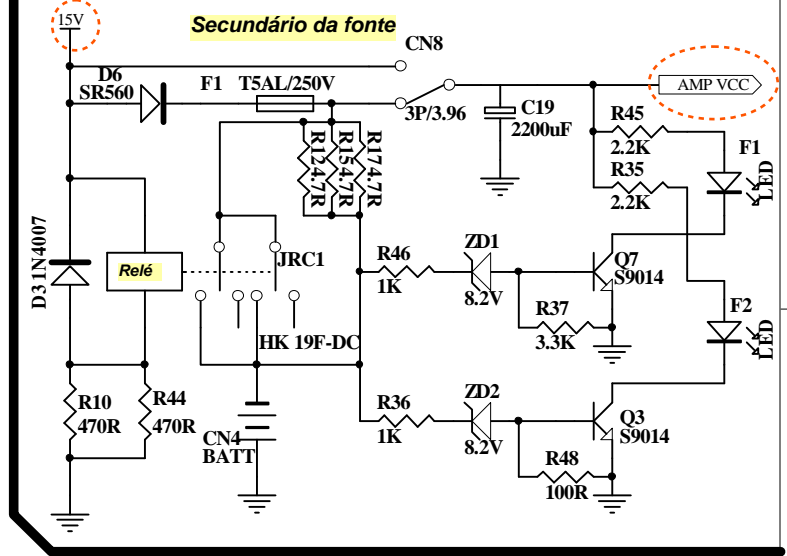 15V
Secundário da fonte
CN8
D6
SR560
F1
T5AL/250V
3P/3.96
AMP VCC
C19
2200uF
R45
2.2K
F1
LED
R35
2.2K
R124.7R
R154.7R
R174.7R
D3 1N4007
Relé
JRC1
HK 19F-DC
R46
1K
ZD1
8.2V
Q7
S9014
R37
3.3K
F2
LED
R10
470R
R44
470R
CN4
BATT
R36
1K
ZD2
8.2V
Q3
S9014
R48
100R